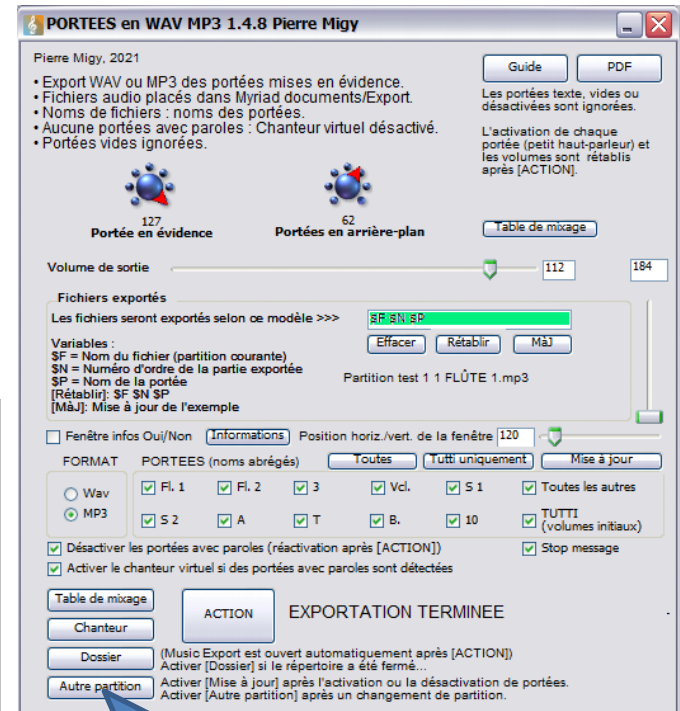 PORTEES en WAV MP3 1.4.8 Pierre Migy
Pierre Migy, 2021
• Export WAV ou MP3 des portées mises en évidence.
• Fichiers audio placés dans Myriad documents/Export.
• Noms de fichiers : noms des portées.
• Aucune portées avec paroles : Chanteur virtuel désactivé.
• Portées vides ignorées.
Guide PDF
Les portées texte, vides ou
désactivées sont ignorées.
L'activation de chaque
portée (petit haut-parleur) et
les volumes sont rétablis
après [ACTION].
127 62
Portée en évidence Portées en arrière-plan Table de mixage
Volume de sortie 112 184
Fichiers exportés
Les fichiers seront exportés selon ce modèle >>> $F $N $P
Variables : Effacer Rétablir MàJ
$F = Nom du fichier (partition courante)
$N = Numéro d'ordre de la partie exportée
$P = Nom de la portée Partition test 1 1 FLÛTE 1.mp3
[Rétablir]: $F $N $P
[MàJ]: Mise à jour de l'exemple
Fenêtre infos Oui/Non Informations Position horiz./vert. de la fenêtre 120
FORMAT PORTEES (noms abrégés) Toutes Tutti uniquement Mise à jour
Wav Fl. 1 Fl. 2 3 Vcl. S 1 Toutes les autres
MP3 S 2 A T B. 10 TUTTI
(volumes initiaux)
Désactiver les portées avec paroles (réactivation après [ACTION]) Stop message
Activer le chanteur virtuel si des portées avec paroles sont détectées
Table de mixage ACTION EXPORTATION TERMINEE
Chanteur
Dossier (Music Export est ouvert automatiquement après [ACTION])
Activer [Dossier] si le répertoire a été fermé...
Autre partition Activer [Mise à jour] après l'activation ou la désactivation de portées.
Activer [Autre partition] après un changement de partition.